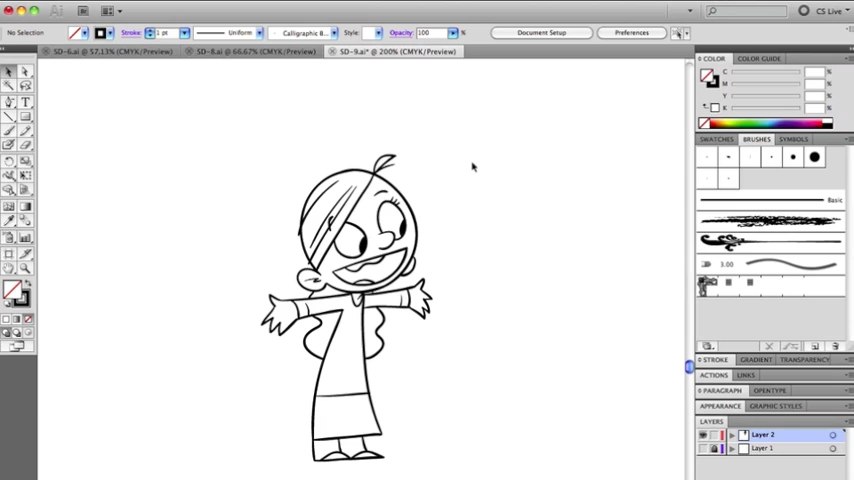 Ai
Br
CS Live
No Selection
Stroke:
1 pt
Uniform
Calligraphic B...
Style:
Opacity:
100
%
Document Setup
Preferences
SD-6.ai @ 57.13% (CMYK/Preview)
SD-8.ai @ 66.67% (CMYK/Preview)
SD-9.ai* @ 200% (CMYK/Preview)
COLOR
COLOR GUIDE
C
%
M
%
Y
%
K
%
SWATCHES
BRUSHES
SYMBOLS
Basic
3.00
STROKE
GRADIENT
TRANSPARENCY
ACTIONS
LINKS
PARAGRAPH
OPENTYPE
APPEARANCE
GRAPHIC STYLES
LAYERS
Layer 2
Layer 1